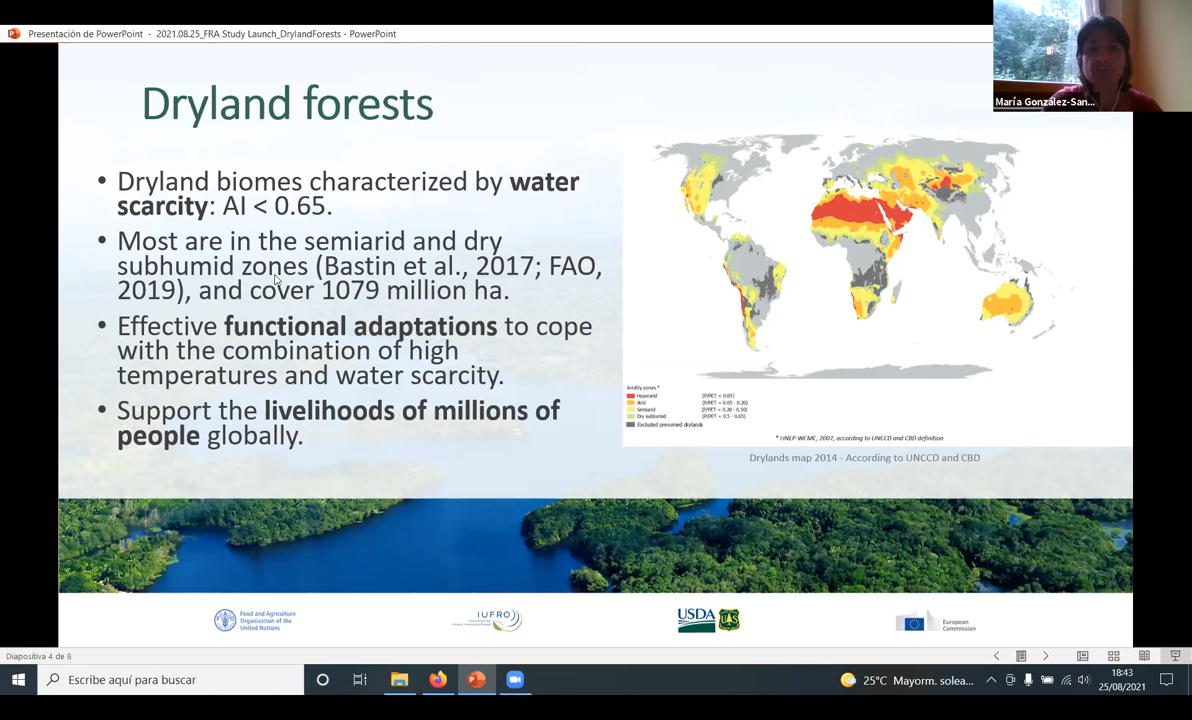 Presentación de PowerPoint - 2021.08.25_FRA Study Launch_DrylandForests - PowerPoint
María González-San...
Dryland forests
• Dryland biomes characterized by water
scarcity: AI < 0.65.
• Most are in the semiarid and dry
subhumid zones (Bastin et al., 2017; FAO,
2019), and cover 1079 million ha.
• Effective functional adaptations to cope
with the combination of high
temperatures and water scarcity.
• Support the livelihoods of millions of
people globally.
Aridity zones *
Hyperarid (P/PET < 0.05)
Arid (P/PET = 0.05 - 0.20)
Semiarid (P/PET = 0.20 - 0.50)
Dry subhumid (P/PET = 0.5 - 0.65)
Excluded presumed drylands
* UNEP-WCMC, 2007, according to UNCCD and CBD definition
Drylands map 2014 - According to UNCCD and CBD
Food and Agriculture
Organization of the
United Nations
IUFRO
USDA
European
Commission
Diapositiva 4 de 8
Escribe aquí para buscar
25°C Mayorm. solea...
18:43
25/08/2021